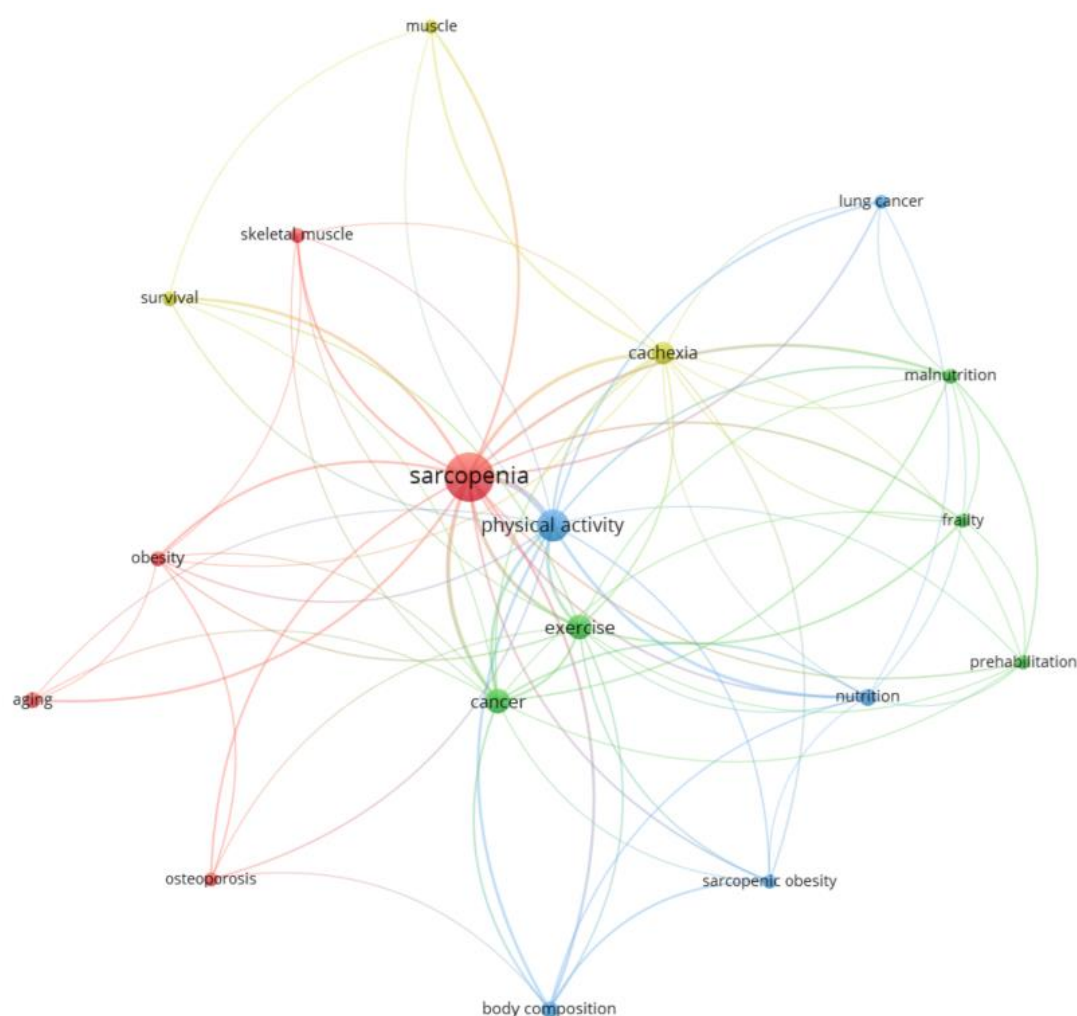 muscle
lung cancer
skeletal muscle
survival
cachexia
malnutrition
sarcopenia
physical activity
frailty
obesity
exercise
prehabilitation
aging
cancer
nutrition
osteoporosis
sarcopenic obesity
body composition